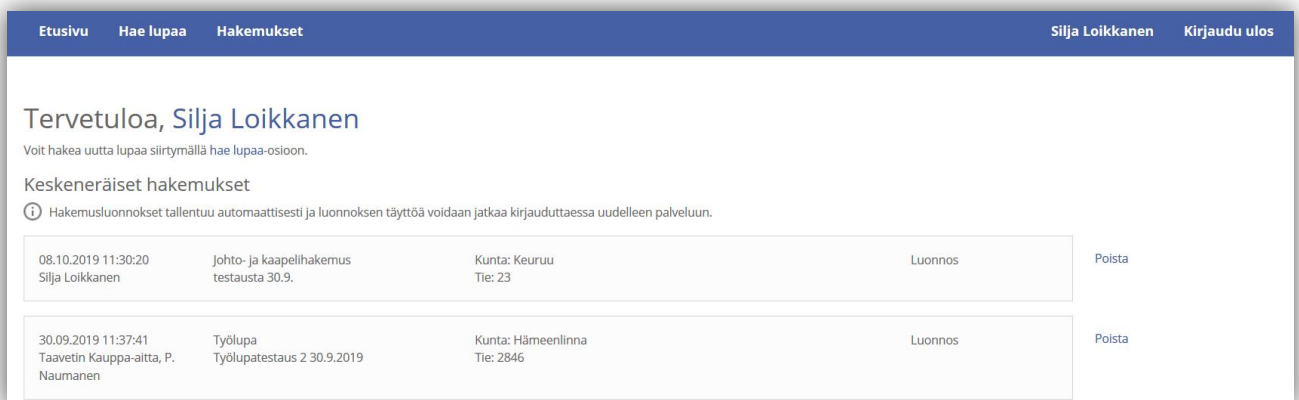 Etusivu Hae lupaa Hakemukset Silja Loikkanen Kirjaudu ulos
Tervetuloa, Silja Loikkanen
Voit hakea uutta lupaa siirtymällä hae lupaa-osioon.
Keskeneräiset hakemukset
Hakemusluonnokset tallentuu automaattisesti ja luonnoksen täyttöä voidaan jatkaa kirjauduttaessa uudelleen palveluun.
08.10.2019 11:30:20 Johto- ja kaapelihakemus Kunta: Keuruu Luonnos Poista
Silja Loikkanen testausta 30.9. Tie: 23
30.09.2019 11:37:41 Työlupa Kunta: Hämeenlinna Luonnos Poista
Taavetin Kauppa-aitta, P. Työlupatestaus 2 30.9.2019 Tie: 2846
Naumanen